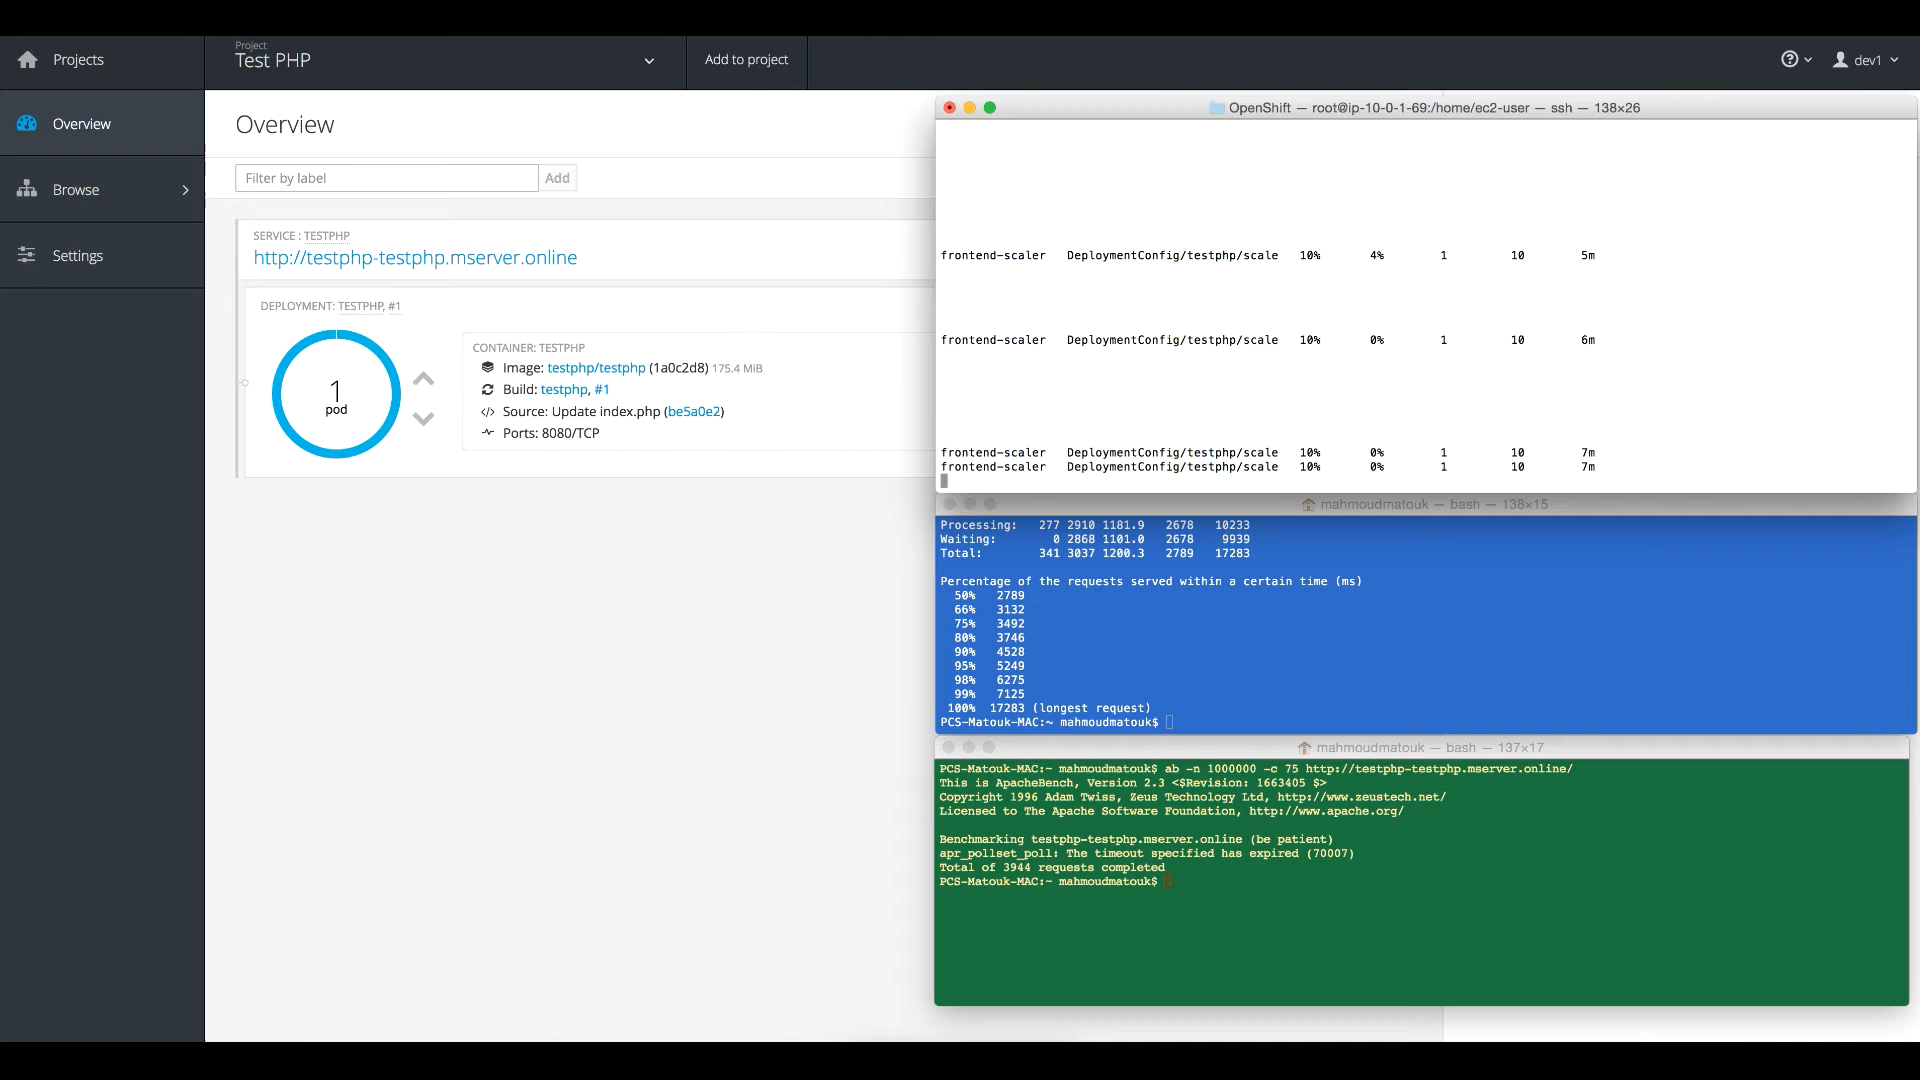 Projects
Project
Test PHP
Add to project
dev1
Overview
Browse
Settings
Overview
Filter by label
Add
SERVICE : TESTPHP
http://testphp-testphp.mserver.online
DEPLOYMENT: TESTPHP, #1
1
pod
CONTAINER: TESTPHP
Image: testphp/testphp (1a0c2d8) 175.4 MiB
Build: testphp, #1
Source: Update index.php (be5a0e2)
Ports: 8080/TCP
OpenShift — root@ip-10-0-1-69:/home/ec2-user — ssh — 138×26
frontend-scaler DeploymentConfig/testphp/scale 10% 4% 1 10 5m
frontend-scaler DeploymentConfig/testphp/scale 10% 0% 1 10 6m
frontend-scaler DeploymentConfig/testphp/scale 10% 0% 1 10 7m
frontend-scaler DeploymentConfig/testphp/scale 10% 0% 1 10 7m
mahmoudmatouk — bash — 138×15
Processing: 277 2910 1181.9 2678 10233
Waiting: 0 2868 1101.0 2678 9939
Total: 341 3037 1200.3 2789 17283
Percentage of the requests served within a certain time (ms)
50% 2789
66% 3132
75% 3492
80% 3746
90% 4528
95% 5249
98% 6275
99% 7125
100% 17283 (longest request)
PCS-Matouk-MAC:~ mahmoudmatouk$
mahmoudmatouk — bash — 137×17
PCS-Matouk-MAC:~ mahmoudmatouk$ ab -n 1000000 -c 75 http://testphp-testphp.mserver.online/
This is ApacheBench, Version 2.3 <$Revision: 1663405 $>
Copyright 1996 Adam Twiss, Zeus Technology Ltd, http://www.zeustech.net/
Licensed to The Apache Software Foundation, http://www.apache.org/
Benchmarking testphp-testphp.mserver.online (be patient)
apr_pollset_poll: The timeout specified has expired (70007)
Total of 3944 requests completed
PCS-Matouk-MAC:~ mahmoudmatouk$